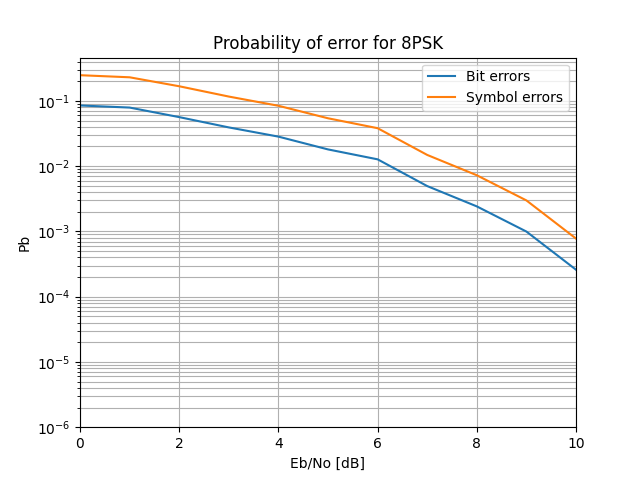 Probability of error for 8PSK
Bit errors
Symbol errors
Pb
10⁻¹
10⁻²
10⁻³
10⁻⁴
10⁻⁵
10⁻⁶
0 2 4 6 8 10
Eb/No [dB]